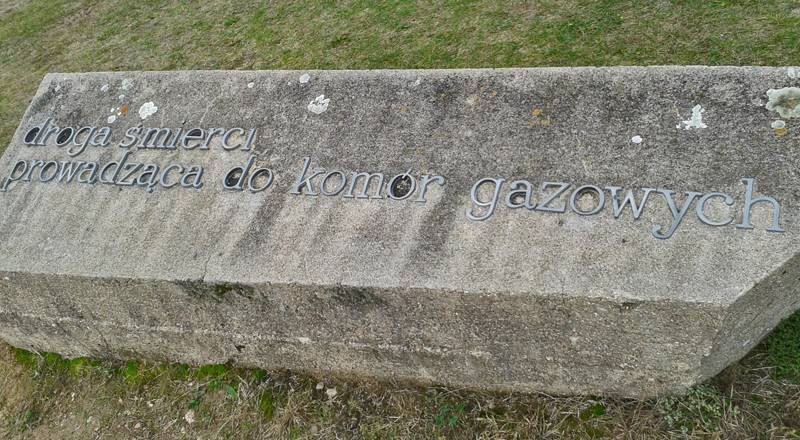 droga śmierci
prowadząca do komór gazowych